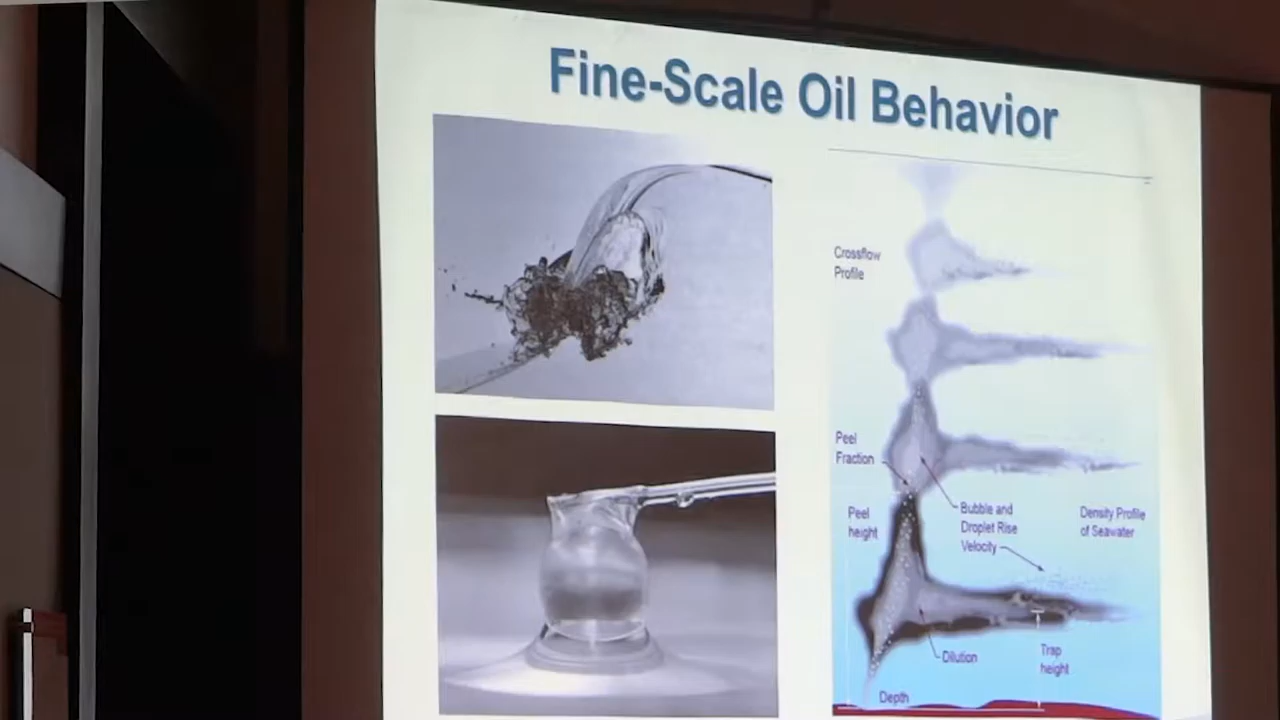 Fine-Scale Oil Behavior
Crossflow
Profile
Peel
Fraction
Peel
height
Bubble and
Droplet Rise
Velocity
Density Profile
of Seawater
Dilution
Trap
height
Depth